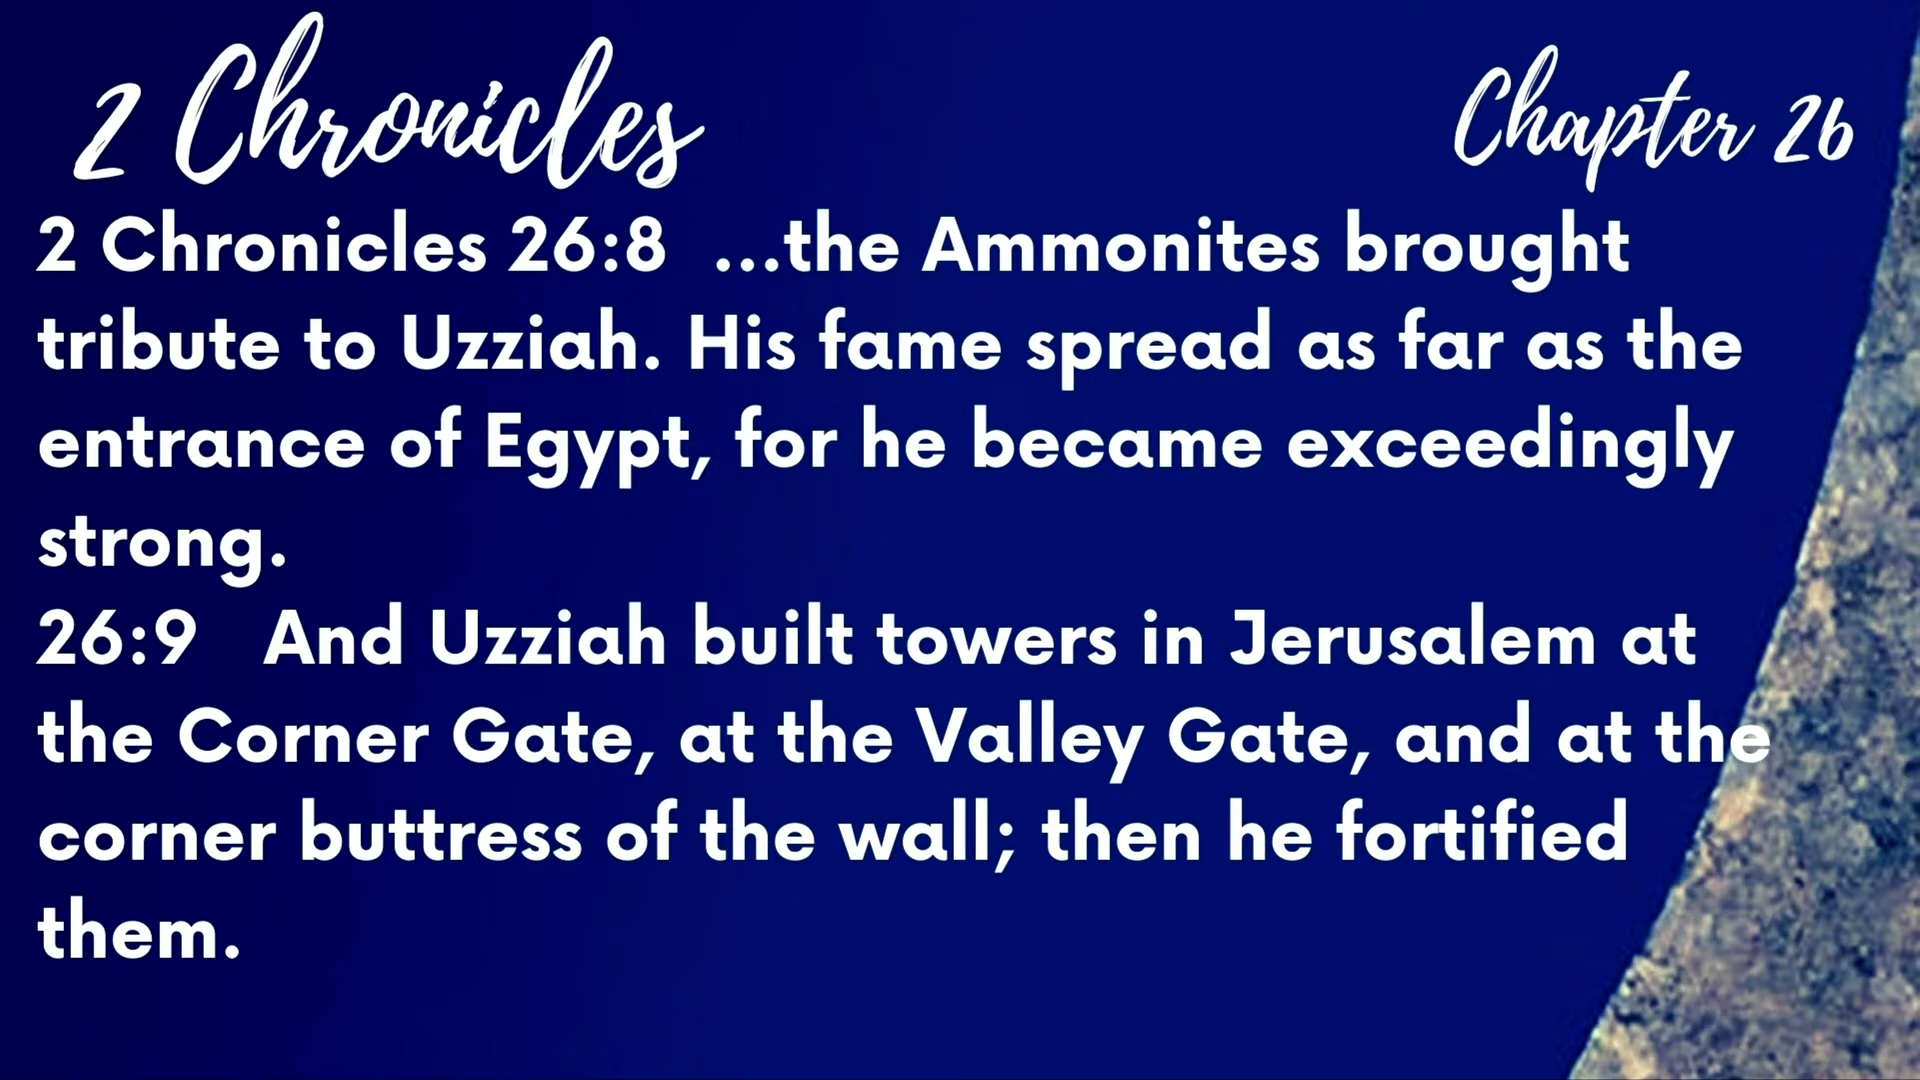 2 Chronicles
Chapter 26
2 Chronicles 26:8 ...the Ammonites brought
tribute to Uzziah. His fame spread as far as the
entrance of Egypt, for he became exceedingly
strong.
26:9 And Uzziah built towers in Jerusalem at
the Corner Gate, at the Valley Gate, and at the
corner buttress of the wall; then he fortified
them.